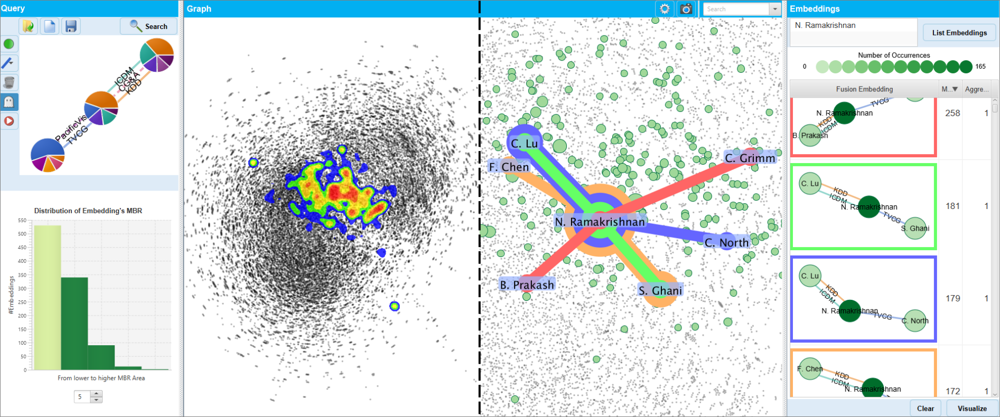 Query
Search
ICDM
CG&A
KDD
PacificVis
TVCG
Distribution of Embedding's MBR
#Embeddings
550
500
450
400
350
300
250
200
150
100
50
0
From lower to higher MBR Area
5
Graph
Search
C. Lu
F. Chen
C. Grimm
N. Ramakrishnan
C. North
B. Prakash
S. Ghani
Embeddings
N. Ramakrishnan
List Embeddings
Number of Occurrences
0
165
Fusion Embedding
M...▼
Aggre...
TVCG
N. Ramakrishnan
KDD
ICDM
B. Prakash
258
1
C. Lu
KDD
ICDM
N. Ramakrishnan
TVCG
S. Ghani
181
1
C. Lu
KDD
ICDM
N. Ramakrishnan
TVCG
C. North
179
1
F. Chen
KDD
ICDM
N. Ramakrishnan
172
1
Clear
Visualize